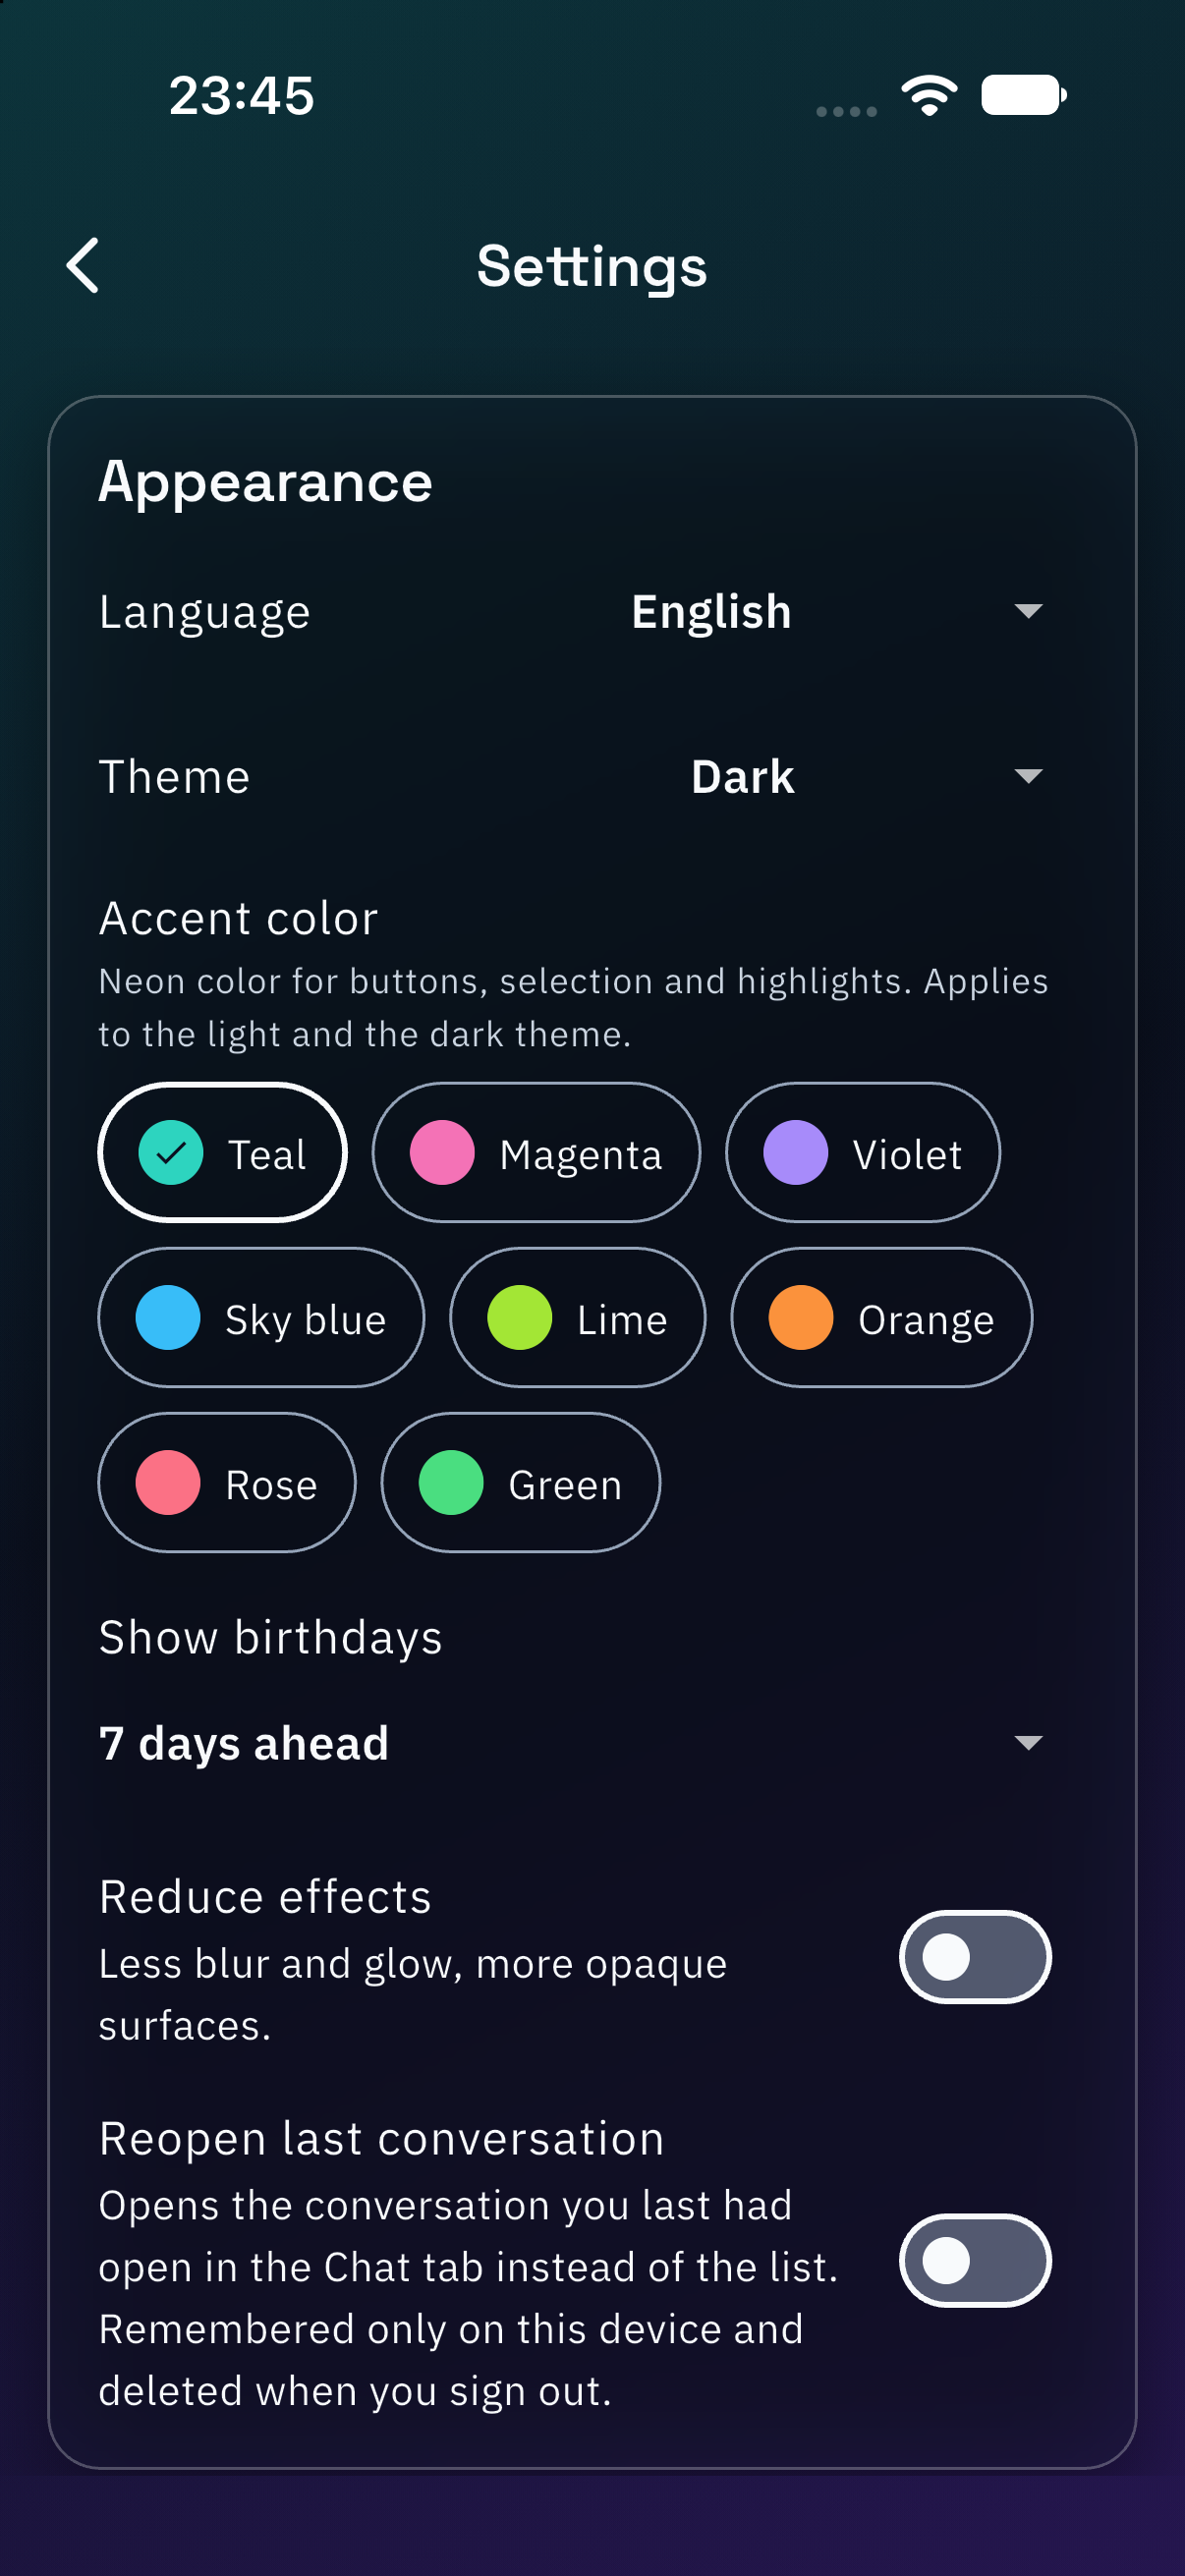 23:45
Settings
Appearance
Language English
Theme Dark
Accent color
Neon color for buttons, selection and highlights. Applies
to the light and the dark theme.
Teal Magenta Violet
Sky blue Lime Orange
Rose Green
Show birthdays
7 days ahead
Reduce effects
Less blur and glow, more opaque
surfaces.
Reopen last conversation
Opens the conversation you last had
open in the Chat tab instead of the list.
Remembered only on this device and
deleted when you sign out.